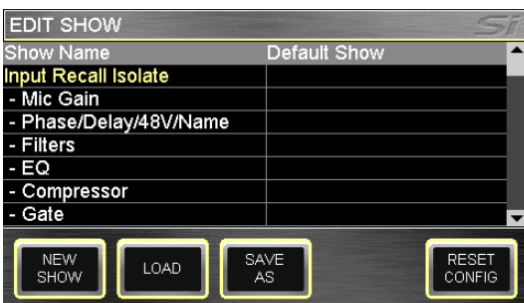 EDIT SHOW Si
Show Name Default Show
Input Recall Isolate
- Mic Gain
- Phase/Delay/48V/Name
- Filters
- EQ
- Compressor
- Gate
NEW SHOW
LOAD
SAVE AS
RESET CONFIG